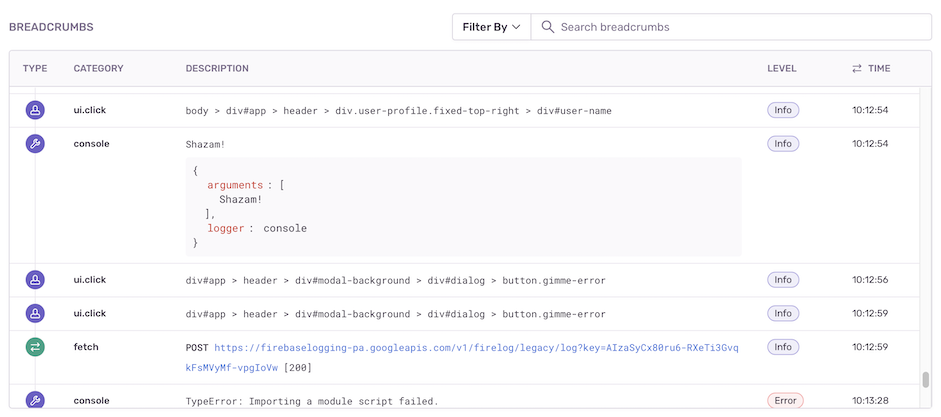 BREADCRUMBS
Filter By
Search breadcrumbs
TYPE CATEGORY DESCRIPTION LEVEL TIME
ui.click body > div#app > header > div.user-profile.fixed-top-right > div#user-name Info 10:12:54
console Shazam! Info 10:12:54
{
arguments: [
Shazam!
],
logger: console
}
ui.click div#app > header > div#modal-background > div#dialog > button.gimme-error Info 10:12:56
ui.click div#app > header > div#modal-background > div#dialog > button.gimme-error Info 10:12:59
fetch POST https://firebaselogging-pa.googleapis.com/v1/firelog/legacy/log?key=AIzaSyCx80ru6-RXeTi3Gvq Info 10:12:59
kFsMVyMf-vpgIoVw [200]
console TypeError: Importing a module script failed. Error 10:13:28